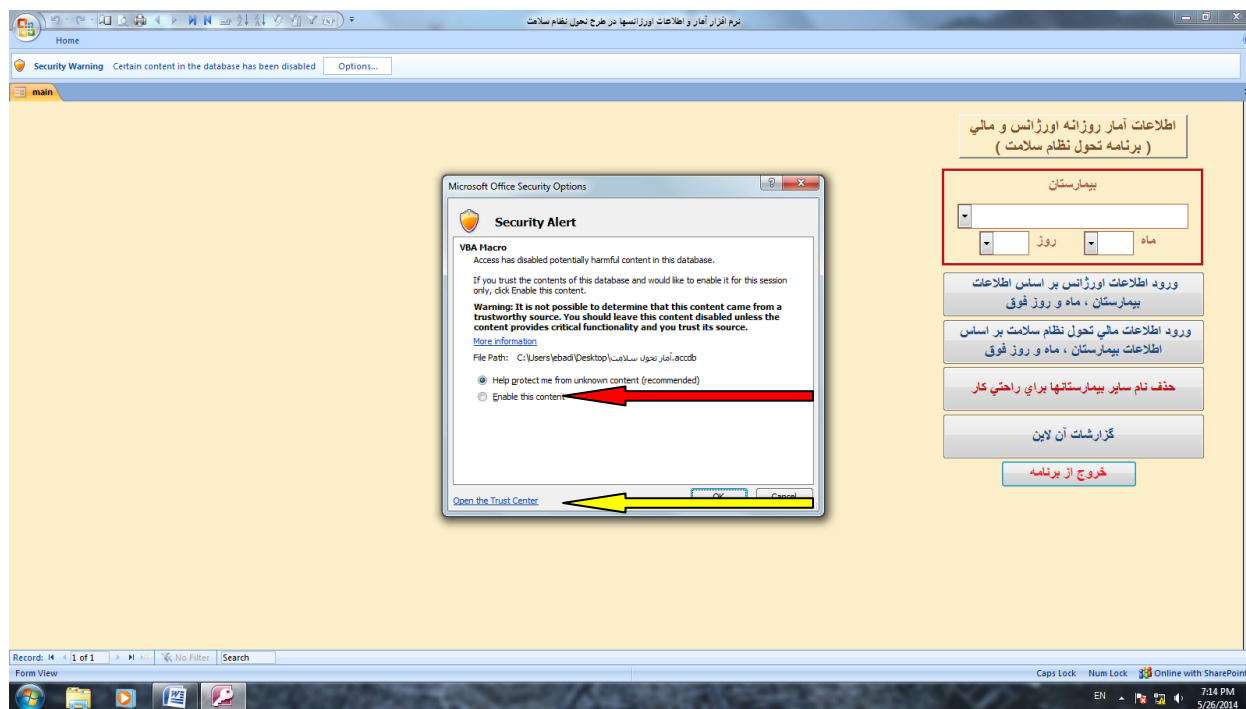 نرم افزار آمار و اطلاعات اورژانسها در طرح تحول نظام سلامت
Home
Security Warning Certain content in the database has been disabled Options...
main
اطلاعات آمار روزانه اورژانس و مالي
( برنامه تحول نظام سلامت )
بيمارستان
ماه
روز
ورود اطلاعات اورژانس بر اساس اطلاعات
بيمارستان ، ماه و روز فوق
ورود اطلاعات مالي تحول نظام سلامت بر اساس
اطلاعات بيمارستان ، ماه و روز فوق
حذف نام ساير بيمارستانها براي راحتي كار
گزارشات آن لاين
خروج از برنامه
Microsoft Office Security Options
Security Alert
VBA Macro
Access has disabled potentially harmful content in this database.
If you trust the contents of this database and would like to enable it for this session
only, click Enable this content.
Warning: It is not possible to determine that this content came from a
trustworthy source. You should leave this content disabled unless the
content provides critical functionality and you trust its source.
More information
File Path: C:\Users\ebadi\Desktop\آمار تحول سلامت.accdb
Help protect me from unknown content (recommended)
Enable this content
Open the Trust Center
OK Cancel
Record: 1 of 1 No Filter Search
Form View
Caps Lock Num Lock Online with SharePoint
EN 7:14 PM
5/26/2014